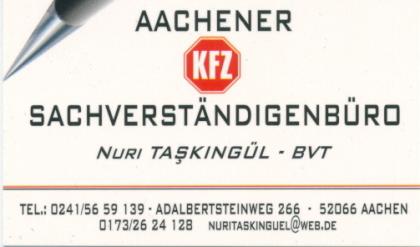 AACHENER
KFZ
SACHVERSTÄNDIGENBÜRO
NURI TAŞKINGÜL - BVT
TEL.: 0241/56 59 139 · ADALBERTSTEINWEG 266 · 52066 AACHEN
0173/26 24 128 NURITASKINGUEL@WEB.DE